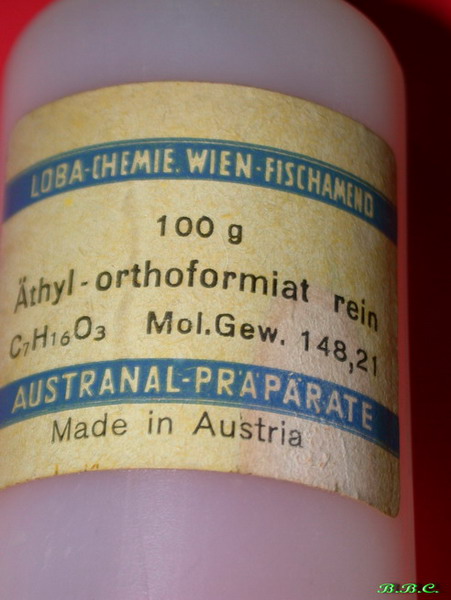 LOBA-CHEMIE. WIEN-FISCHAMEND
100 g
Äthyl-orthoformiat rein
C₇H₁₆O₃ Mol.Gew. 148,21
AUSTRANAL-PRÄPARATE
Made in Austria
B.B.C.